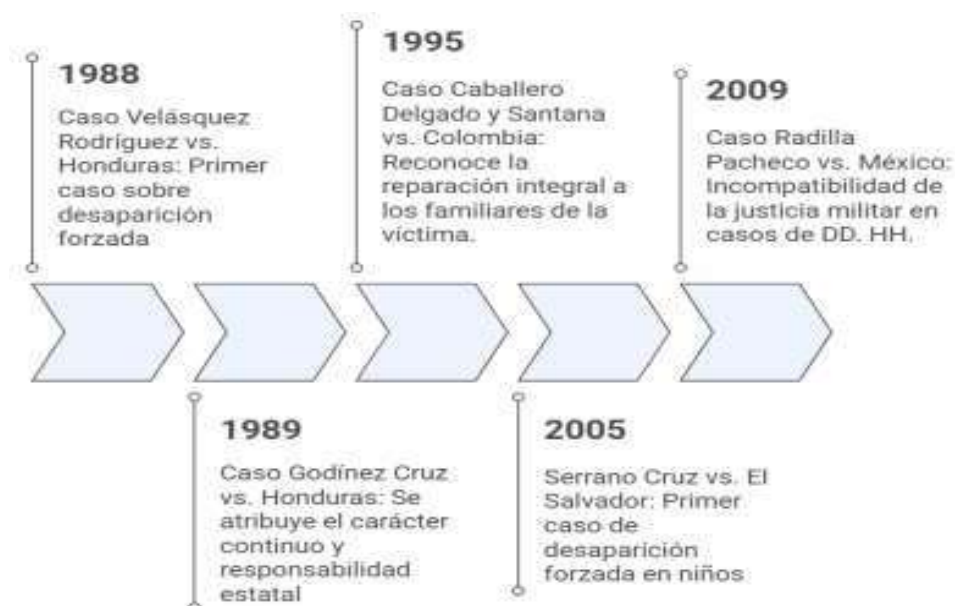 1988
Caso Velásquez
Rodríguez vs.
Honduras: Primer
caso sobre
desaparición
forzada
1989
Caso Godínez Cruz
vs. Honduras: Se
atribuye el carácter
continuo y
responsabilidad
estatal
1995
Caso Caballero
Delgado y Santana
vs. Colombia:
Reconoce la
reparación integral a
los familiares de la
víctima.
2005
Serrano Cruz vs. El
Salvador: Primer
caso de
desaparición
forzada en niños
2009
Caso Radilla
Pacheco vs. México:
Incompatibilidad de
la justicia militar en
casos de DD. HH.